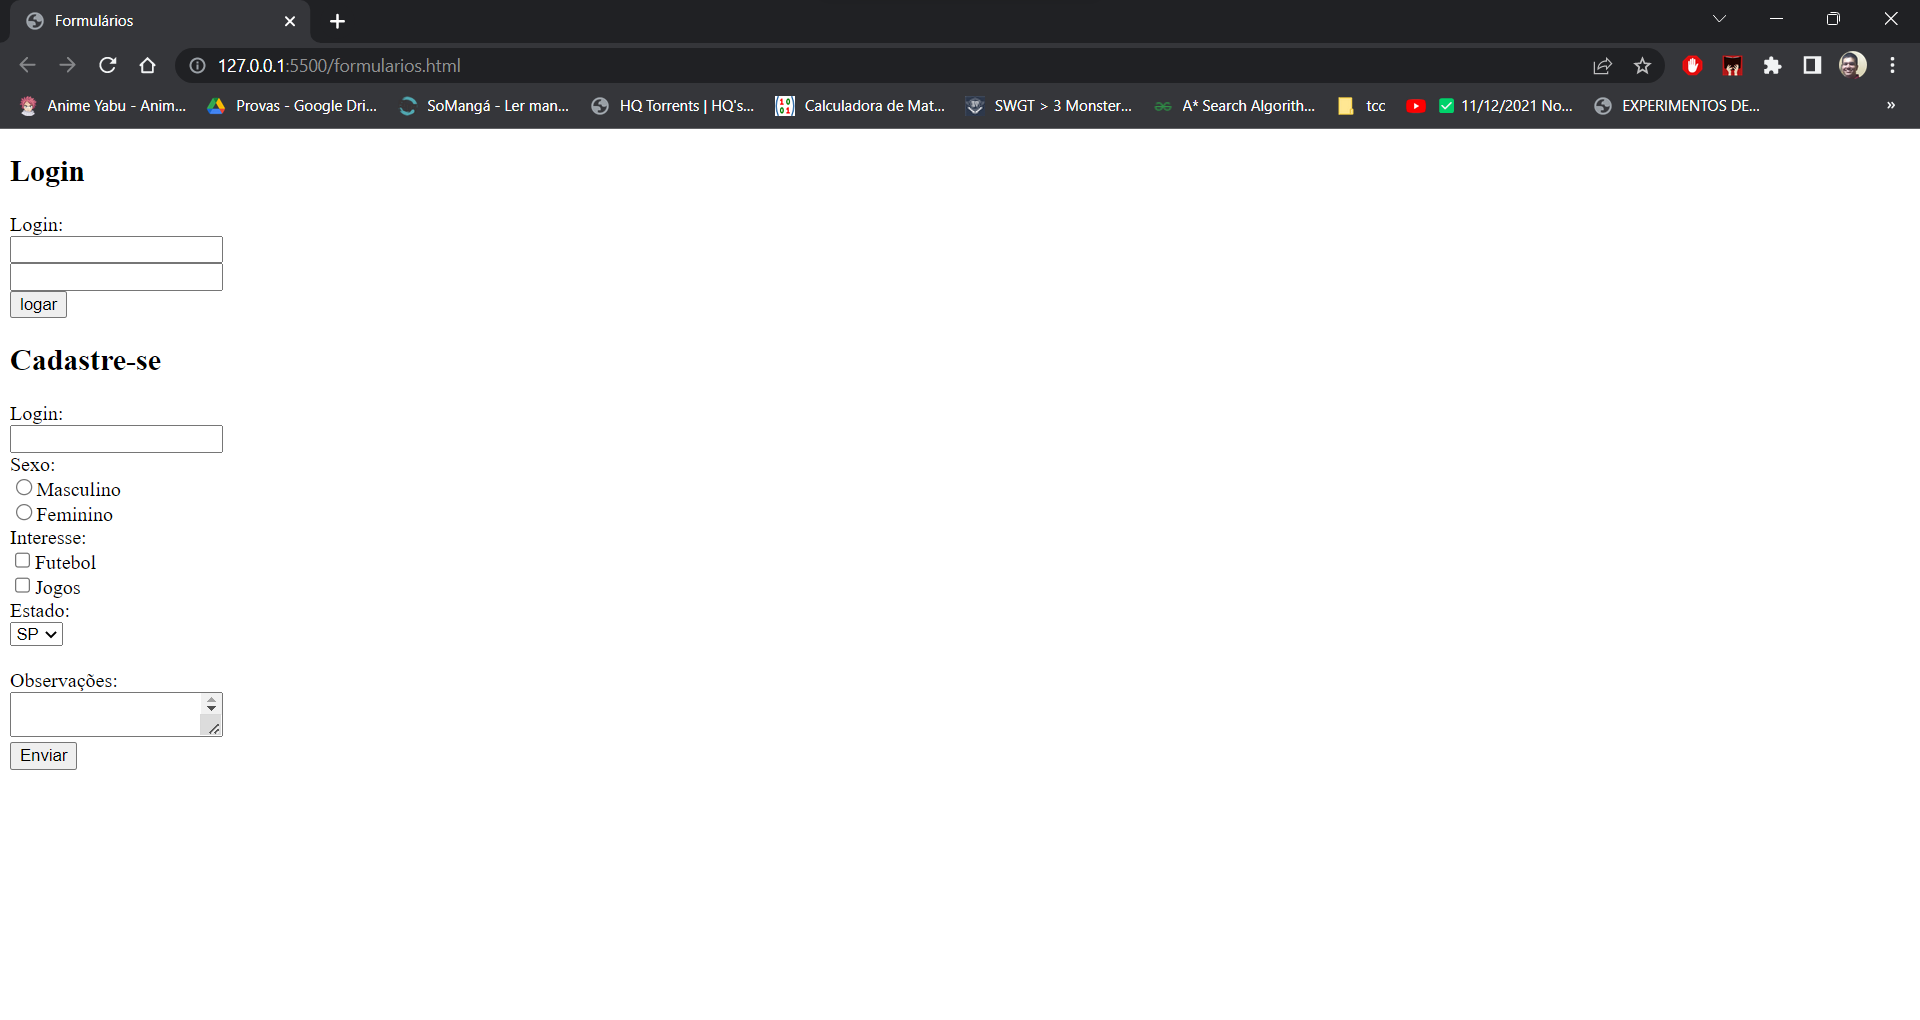 Formulários
127.0.0.1:5500/formularios.html
Anime Yabu - Anim... Provas - Google Dri... SoMangá - Ler man... HQ Torrents | HQ's... Calculadora de Mat... SWGT > 3 Monster... A* Search Algorith... tcc 11/12/2021 No... EXPERIMENTOS DE... »
Login
Login:
logar
Cadastre-se
Login:
Sexo:
Masculino
Feminino
Interesse:
Futebol
Jogos
Estado:
SP
Observações:
Enviar